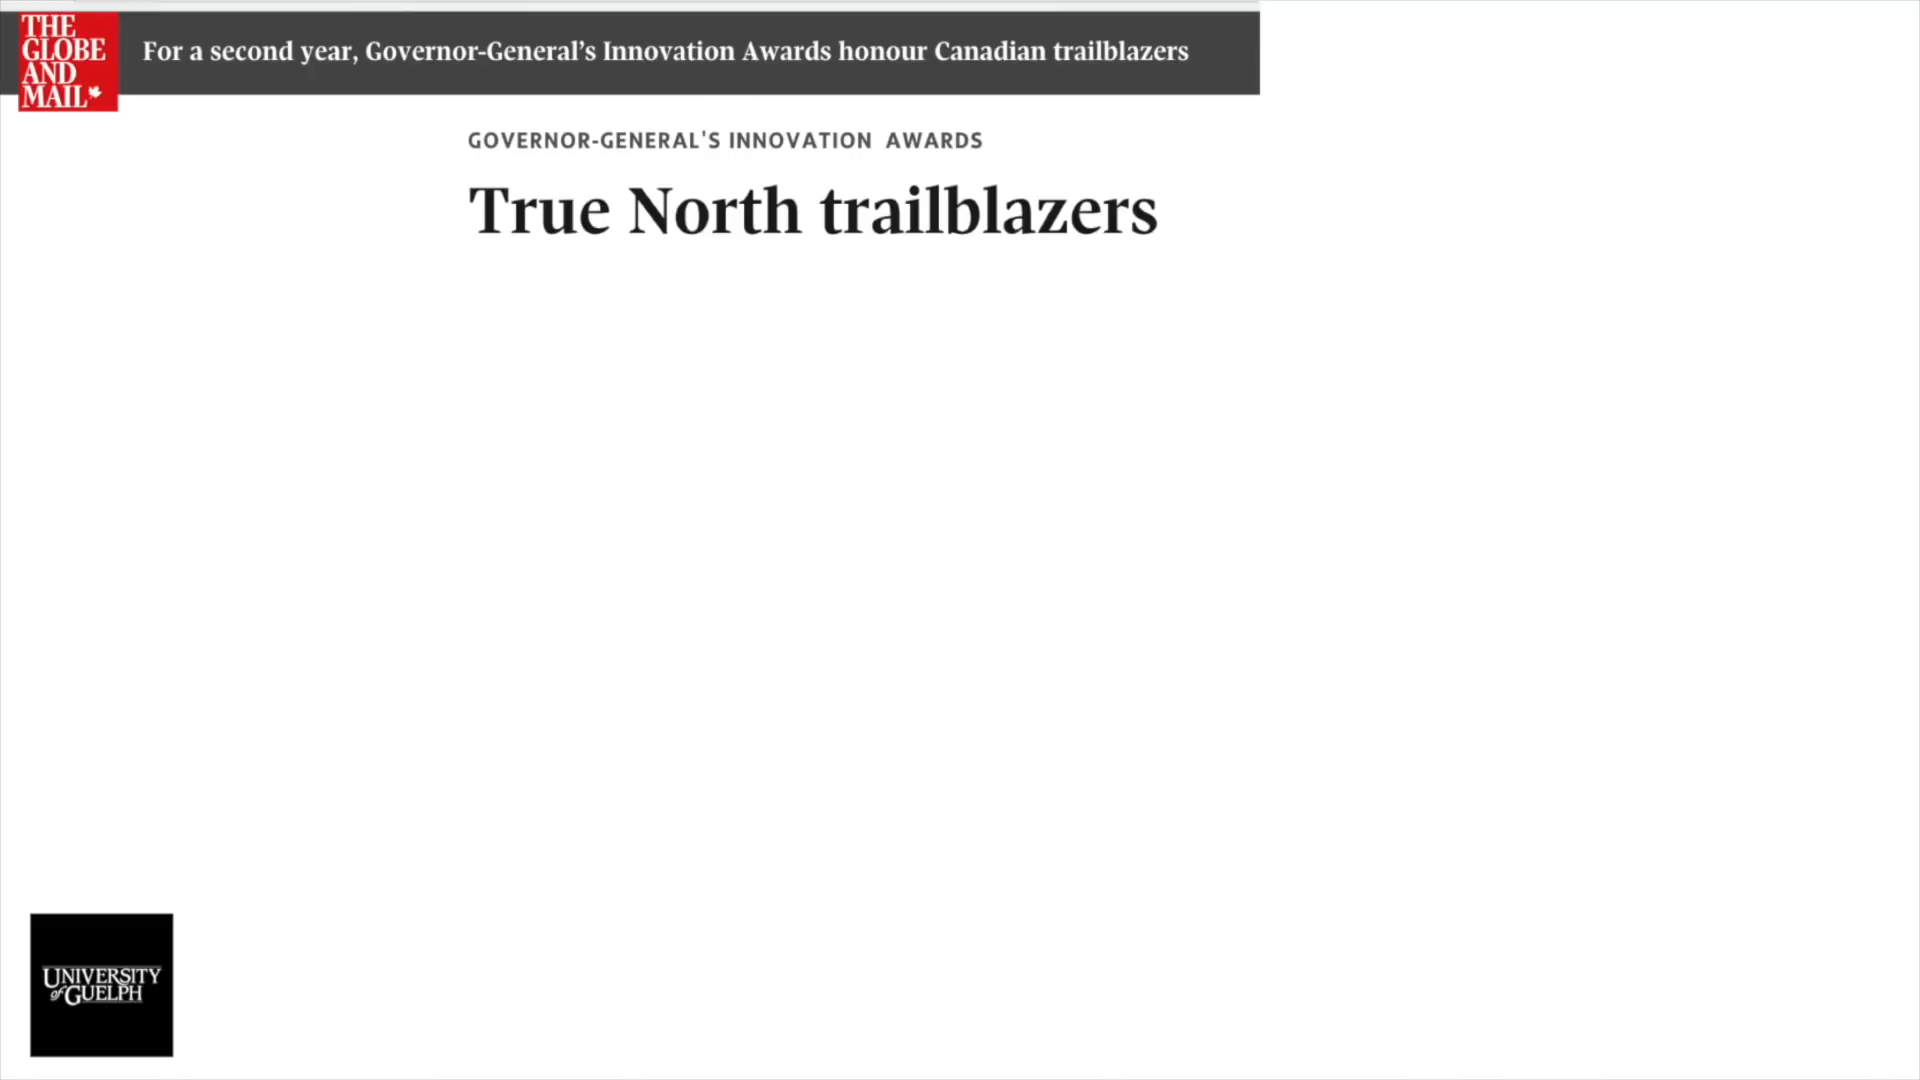 THE
GLOBE
AND
MAIL
For a second year, Governor-General’s Innovation Awards honour Canadian trailblazers
GOVERNOR-GENERAL'S INNOVATION AWARDS
True North trailblazers
UNIVERSITY
of GUELPH